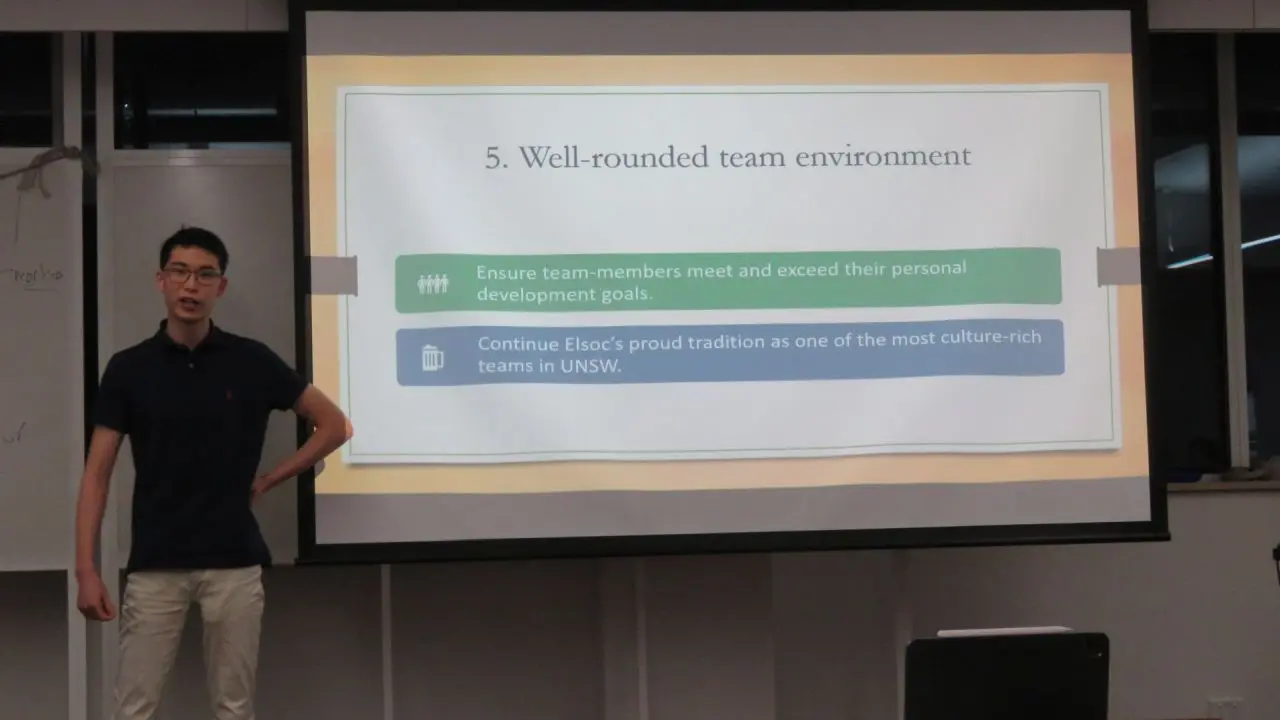 5. Well-rounded team environment
Ensure team-members meet and exceed their personal
development goals.
Continue Elsoc's proud tradition as one of the most culture-rich
teams in UNSW.